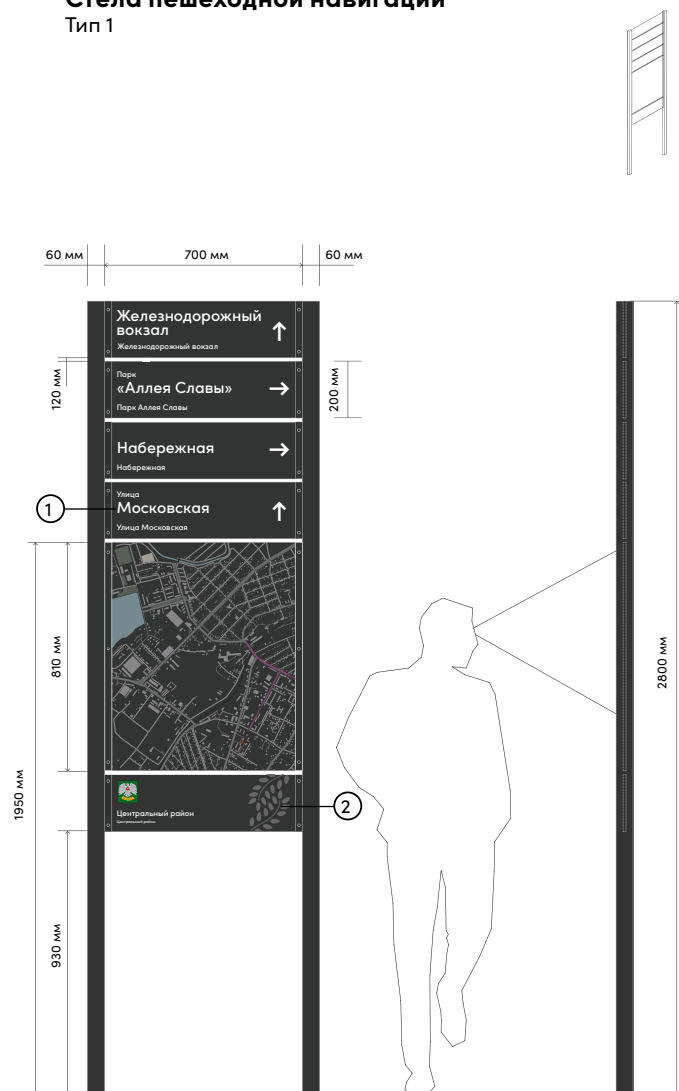 Стела пешеходной навигации
Тип 1
60 мм
700 мм
60 мм
Железнодорожный
вокзал
Железнодорожный вокзал
Парк
«Аллея Славы»
Парк Аллея Славы
120 мм
200 мм
Набережная
Набережная
Улица
Московская
Улица Московская
1
810 мм
2800 мм
1950 мм
Центральный район
Центральный район
2
930 мм